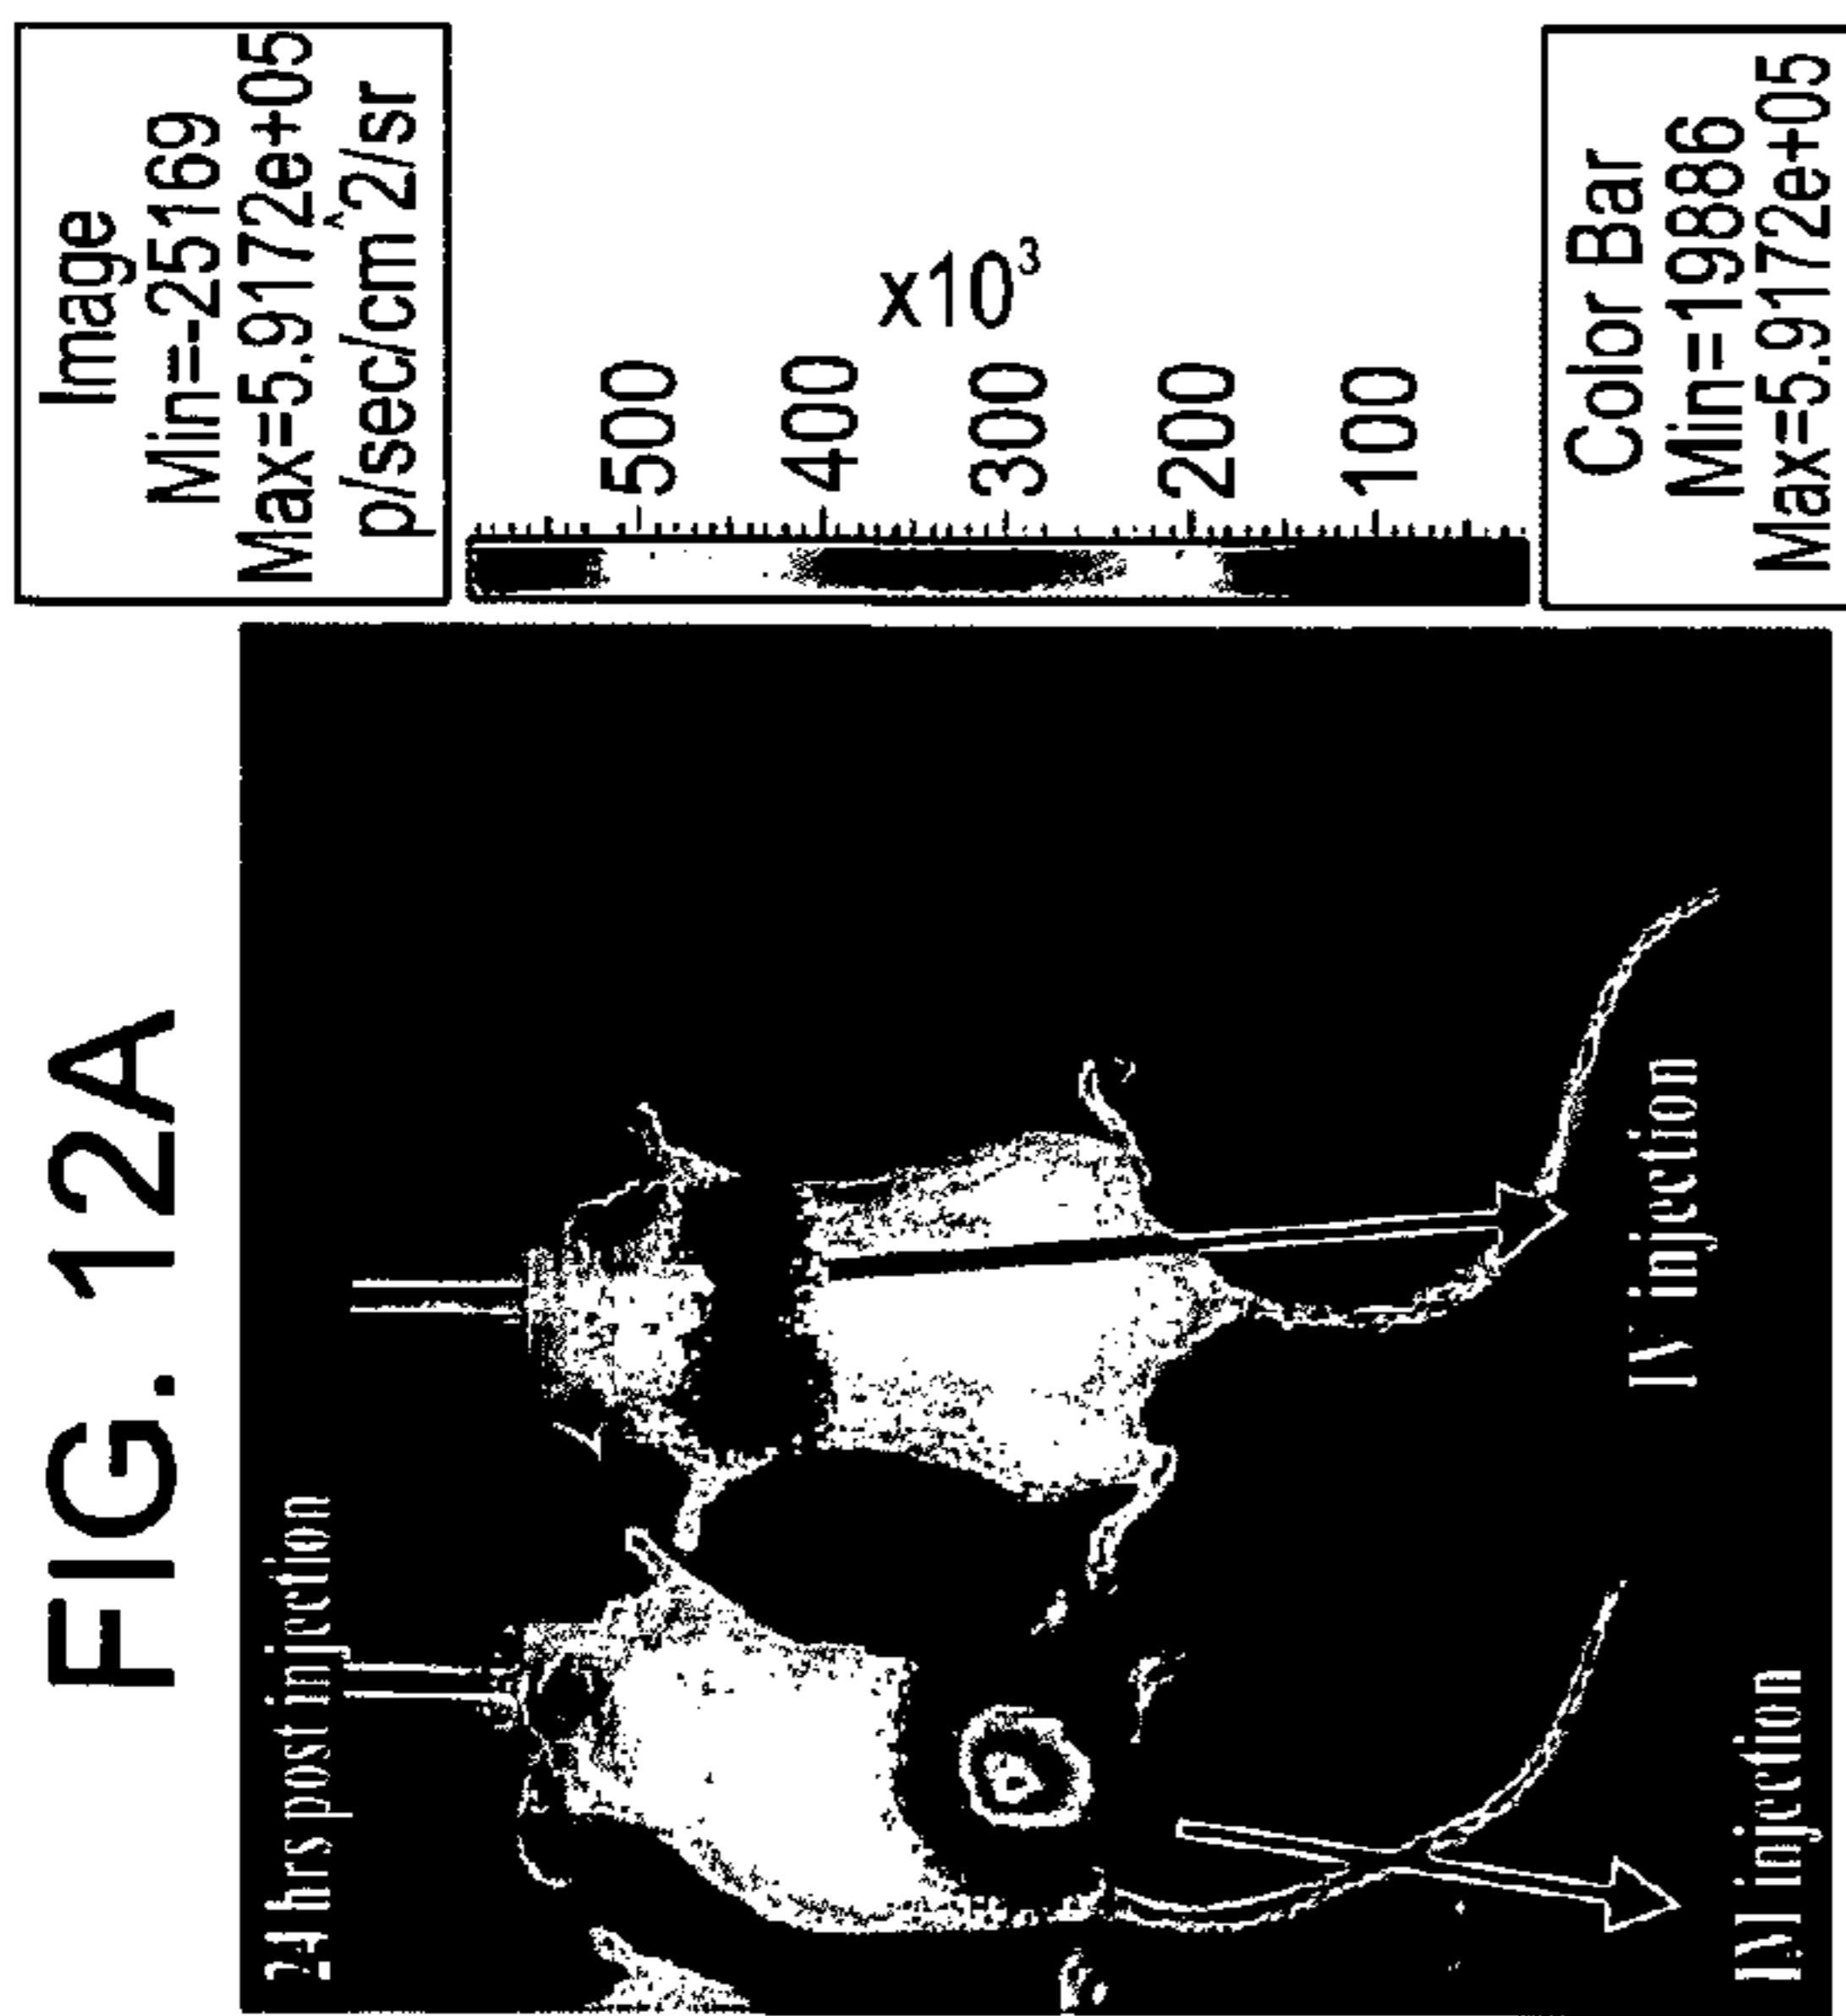 FIG. 12A
24 hrs post injection
IM injection
IV injection
Image
Min=-25169
Max=5.9172e+05
p/sec/cm^2/sr
500
400
300
200
100
x10³
Color Bar
Min=19886
Max=5.9172e+05